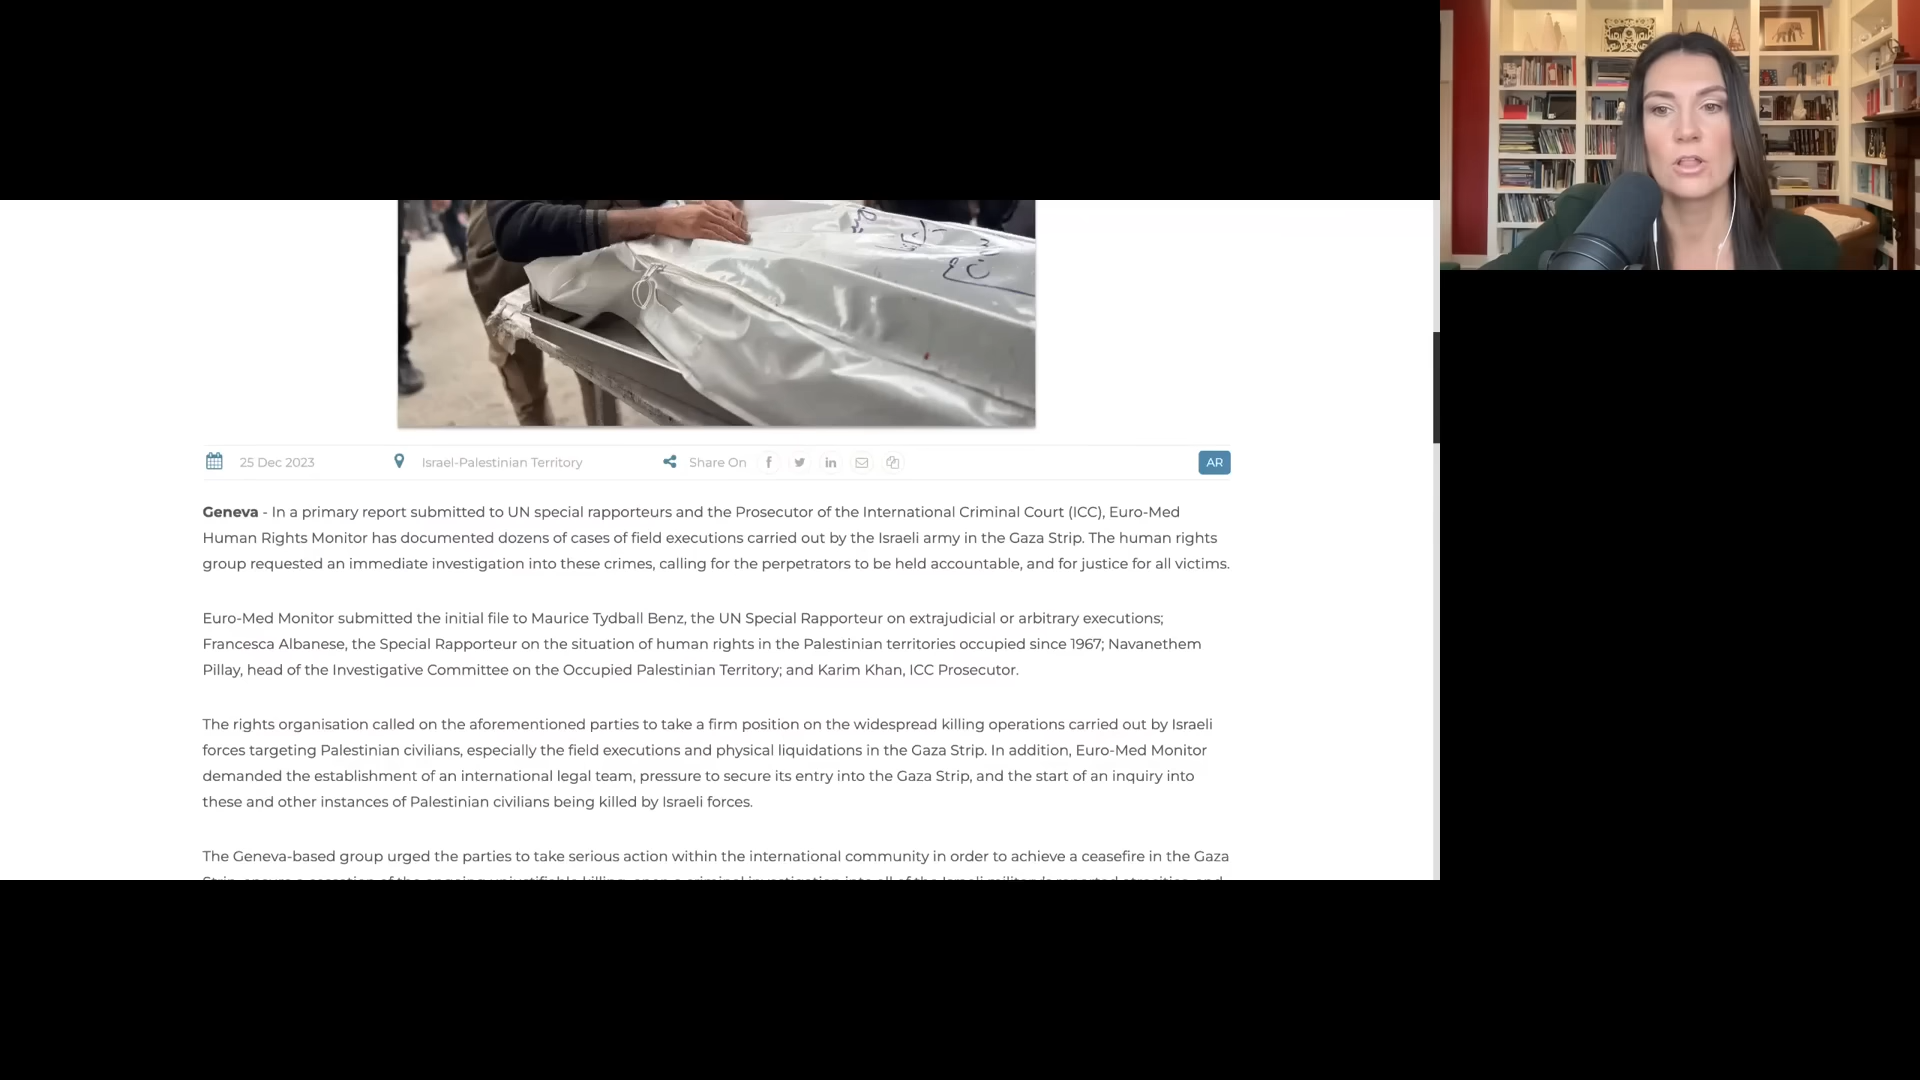 25 Dec 2023
Israel-Palestinian Territory
Share On
AR
Geneva - In a primary report submitted to UN special rapporteurs and the Prosecutor of the International Criminal Court (ICC), Euro-Med
Human Rights Monitor has documented dozens of cases of field executions carried out by the Israeli army in the Gaza Strip. The human rights
group requested an immediate investigation into these crimes, calling for the perpetrators to be held accountable, and for justice for all victims.
Euro-Med Monitor submitted the initial file to Maurice Tydball Benz, the UN Special Rapporteur on extrajudicial or arbitrary executions;
Francesca Albanese, the Special Rapporteur on the situation of human rights in the Palestinian territories occupied since 1967; Navanethem
Pillay, head of the Investigative Committee on the Occupied Palestinian Territory; and Karim Khan, ICC Prosecutor.
The rights organisation called on the aforementioned parties to take a firm position on the widespread killing operations carried out by Israeli
forces targeting Palestinian civilians, especially the field executions and physical liquidations in the Gaza Strip. In addition, Euro-Med Monitor
demanded the establishment of an international legal team, pressure to secure its entry into the Gaza Strip, and the start of an inquiry into
these and other instances of Palestinian civilians being killed by Israeli forces.
The Geneva-based group urged the parties to take serious action within the international community in order to achieve a ceasefire in the Gaza